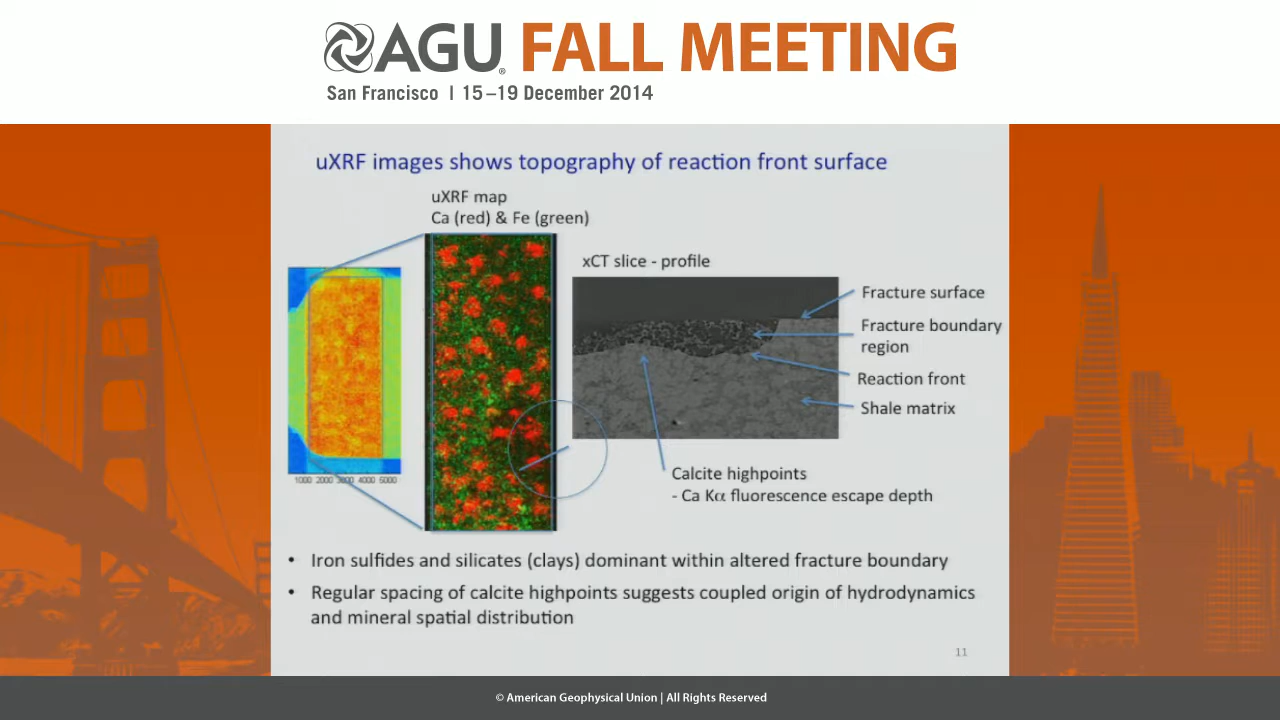 AGU® FALL MEETING
San Francisco | 15–19 December 2014
uXRF images shows topography of reaction front surface
uXRF map
Ca (red) & Fe (green)
xCT slice - profile
Fracture surface
Fracture boundary
region
Reaction front
Shale matrix
1000 2000 3000 4000 5000
Calcite highpoints
- Ca Kα fluorescence escape depth
• Iron sulfides and silicates (clays) dominant within altered fracture boundary
• Regular spacing of calcite highpoints suggests coupled origin of hydrodynamics
and mineral spatial distribution
11
© American Geophysical Union | All Rights Reserved